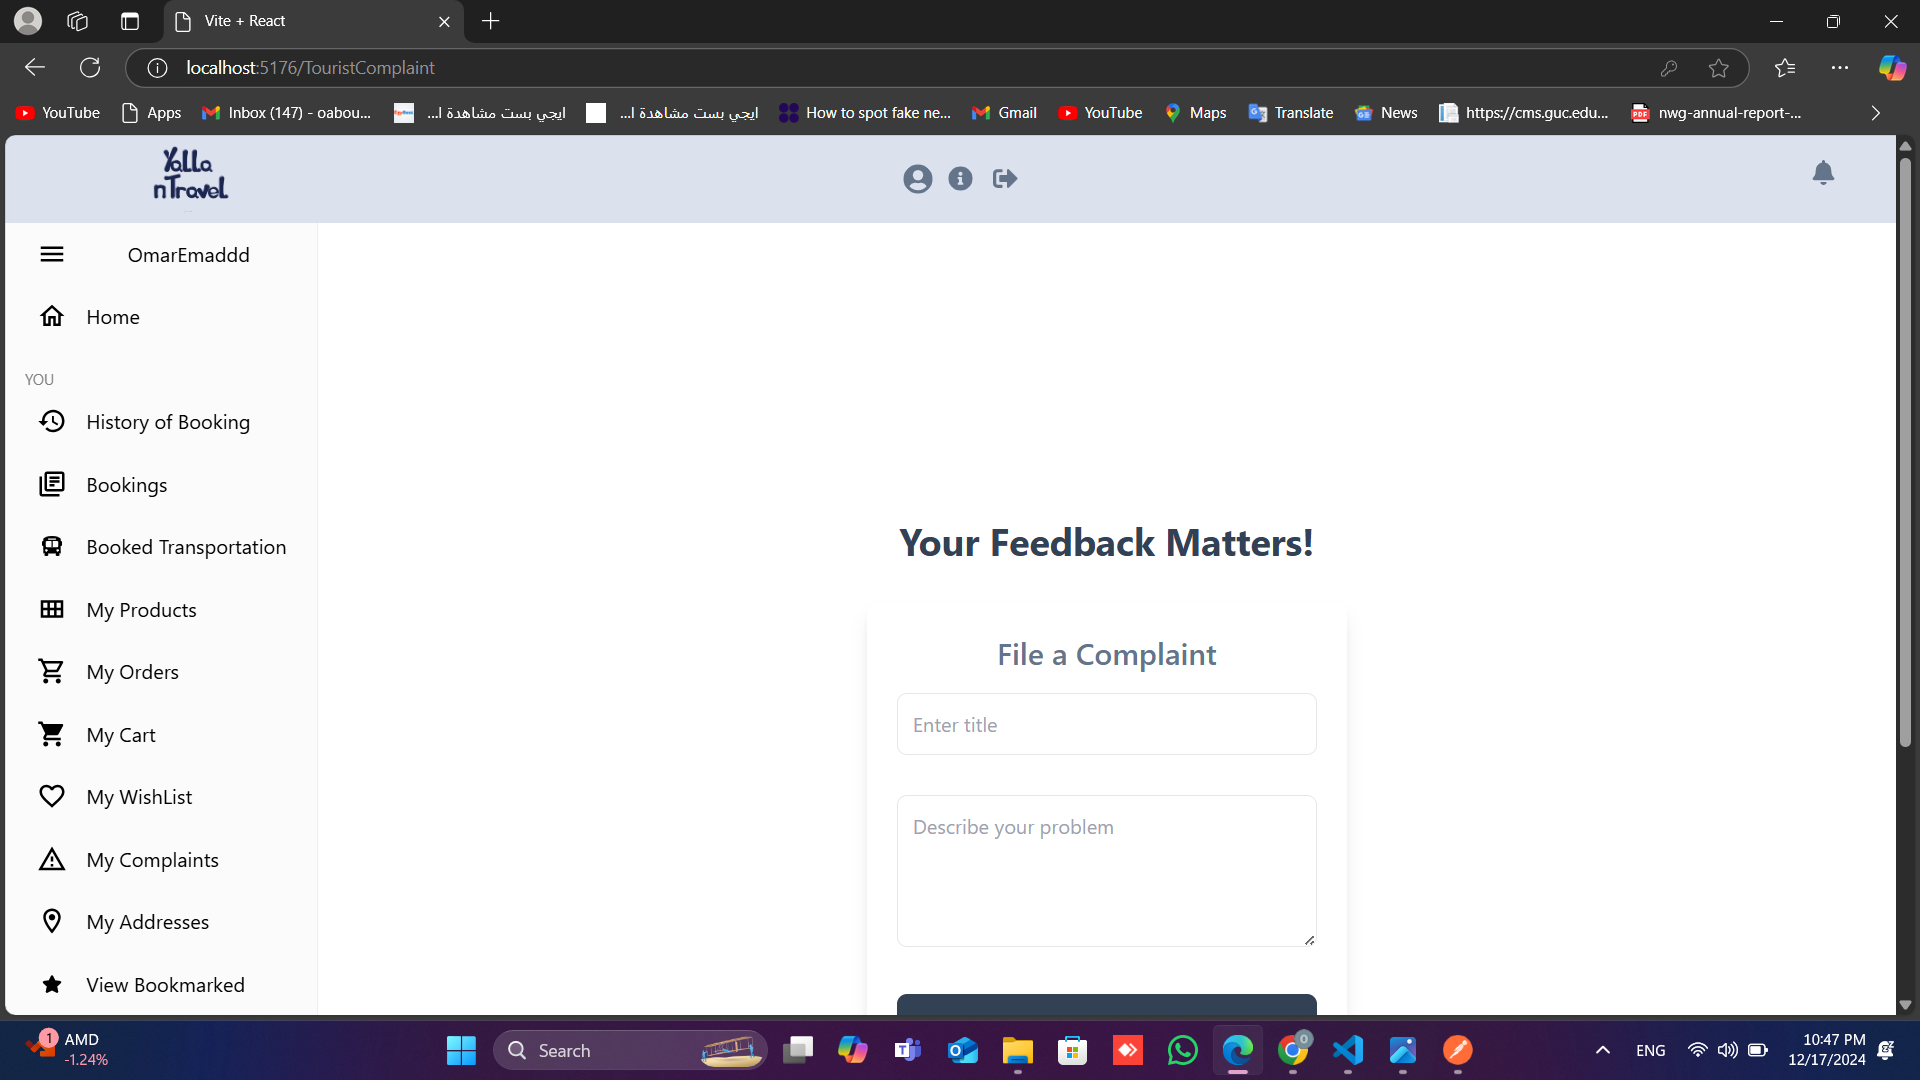 Vite + React
localhost:5176/TouristComplaint
YouTube
Apps
Inbox (147) - oabou...
ايجي بست مشاهدة ا...
ايجي بست مشاهدة ا...
How to spot fake ne...
Gmail
YouTube
Maps
Translate
News
https://cms.guc.edu...
nwg-annual-report-...
Yalla
nTravel
OmarEmaddd
Home
YOU
History of Booking
Bookings
Booked Transportation
My Products
My Orders
My Cart
My WishList
My Complaints
My Addresses
View Bookmarked
Your Feedback Matters!
File a Complaint
Enter title
Describe your problem
1
AMD
-1.24%
Search
0
ENG
10:47 PM
12/17/2024